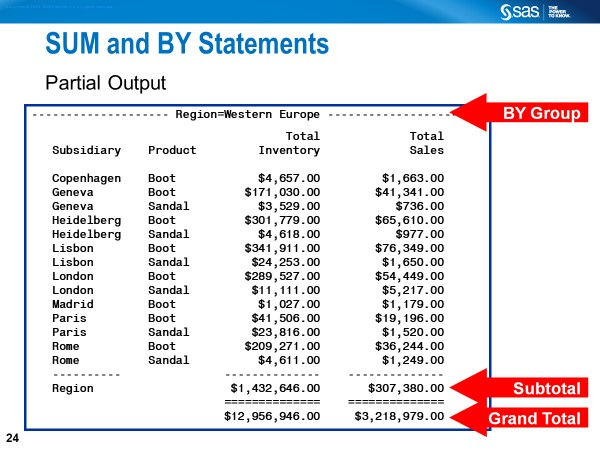 sas THE POWER TO KNOW.
SUM and BY Statements
Partial Output
-------------------- Region=Western Europe -------------------- BY Group
Total Total
Subsidiary Product Inventory Sales
Copenhagen Boot $4,657.00 $1,663.00
Geneva Boot $171,030.00 $41,341.00
Geneva Sandal $3,529.00 $736.00
Heidelberg Boot $301,779.00 $65,610.00
Heidelberg Sandal $4,618.00 $977.00
Lisbon Boot $341,911.00 $76,349.00
Lisbon Sandal $24,253.00 $1,650.00
London Boot $289,527.00 $54,449.00
London Sandal $11,111.00 $5,217.00
Madrid Boot $1,027.00 $1,179.00
Paris Boot $41,506.00 $19,196.00
Paris Sandal $23,816.00 $1,520.00
Rome Boot $209,271.00 $36,244.00
Rome Sandal $4,611.00 $1,249.00
---------- -------------- --------------
Region $1,432,646.00 $307,380.00 Subtotal
============== ==============
$12,956,946.00 $3,218,979.00 Grand Total
24